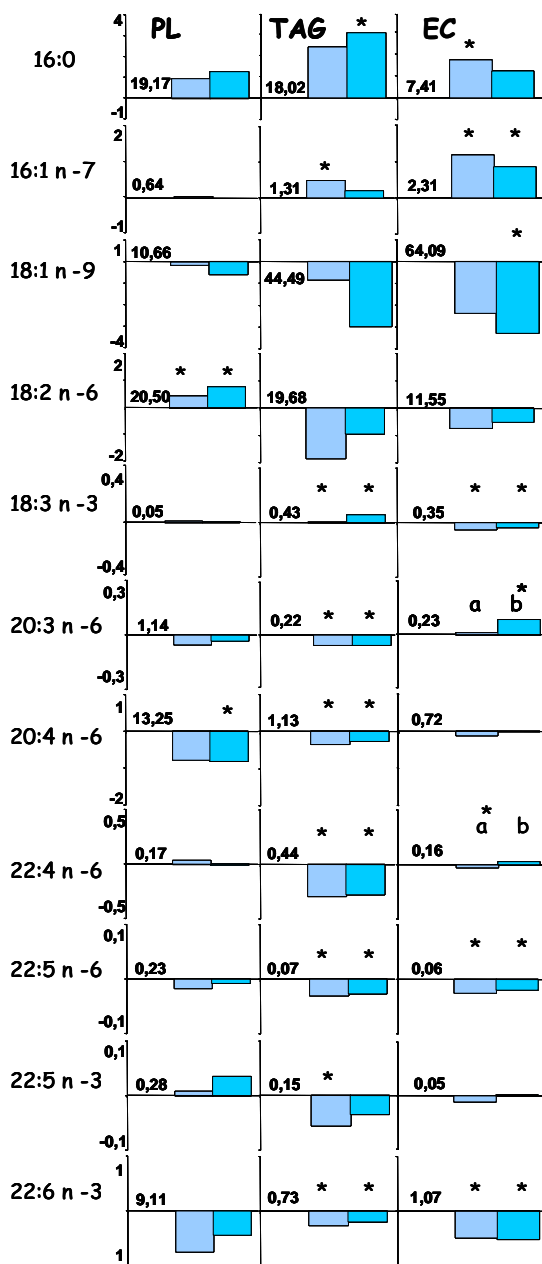 4 PL TAG * EC
16:0 *
19,17 18,02 7,41
-1
2 * *
16:1 n -7 *
0,64 1,31 2,31
-1 *
1 10,66 64,09
18:1 n -9 44,49
-4
2 * *
18:2 n -6 20,50 19,68 11,55
-2
0,4 * * * *
18:3 n -3 0,05 0,43 0,35
-0,4
0,3 *
* * a b
20:3 n -6 1,14 0,22 0,23
-0,3
1 * * *
20:4 n -6 13,25 1,13 0,72
-2
0,5 *
* * a b
22:4 n -6 0,17 0,44 0,16
-0,5
0,1 * * * *
22:5 n -6 0,23 0,07 0,06
-0,1
0,1 *
22:5 n -3 0,28 0,15 0,05
-0,1
1 * * * *
22:6 n -3 9,11 0,73 1,07
1